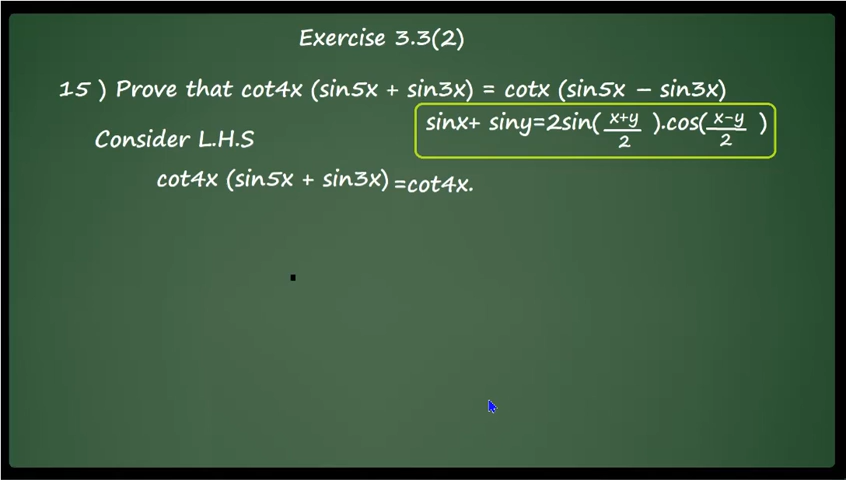 Exercise 3.3(2)
15 ) Prove that cot4x (sin5x + sin3x) = cotx (sin5x − sin3x)
sinx+ siny=2sin( x+y/2 ).cos( x−y/2 )
Consider L.H.S
cot4x (sin5x + sin3x) =cot4x.